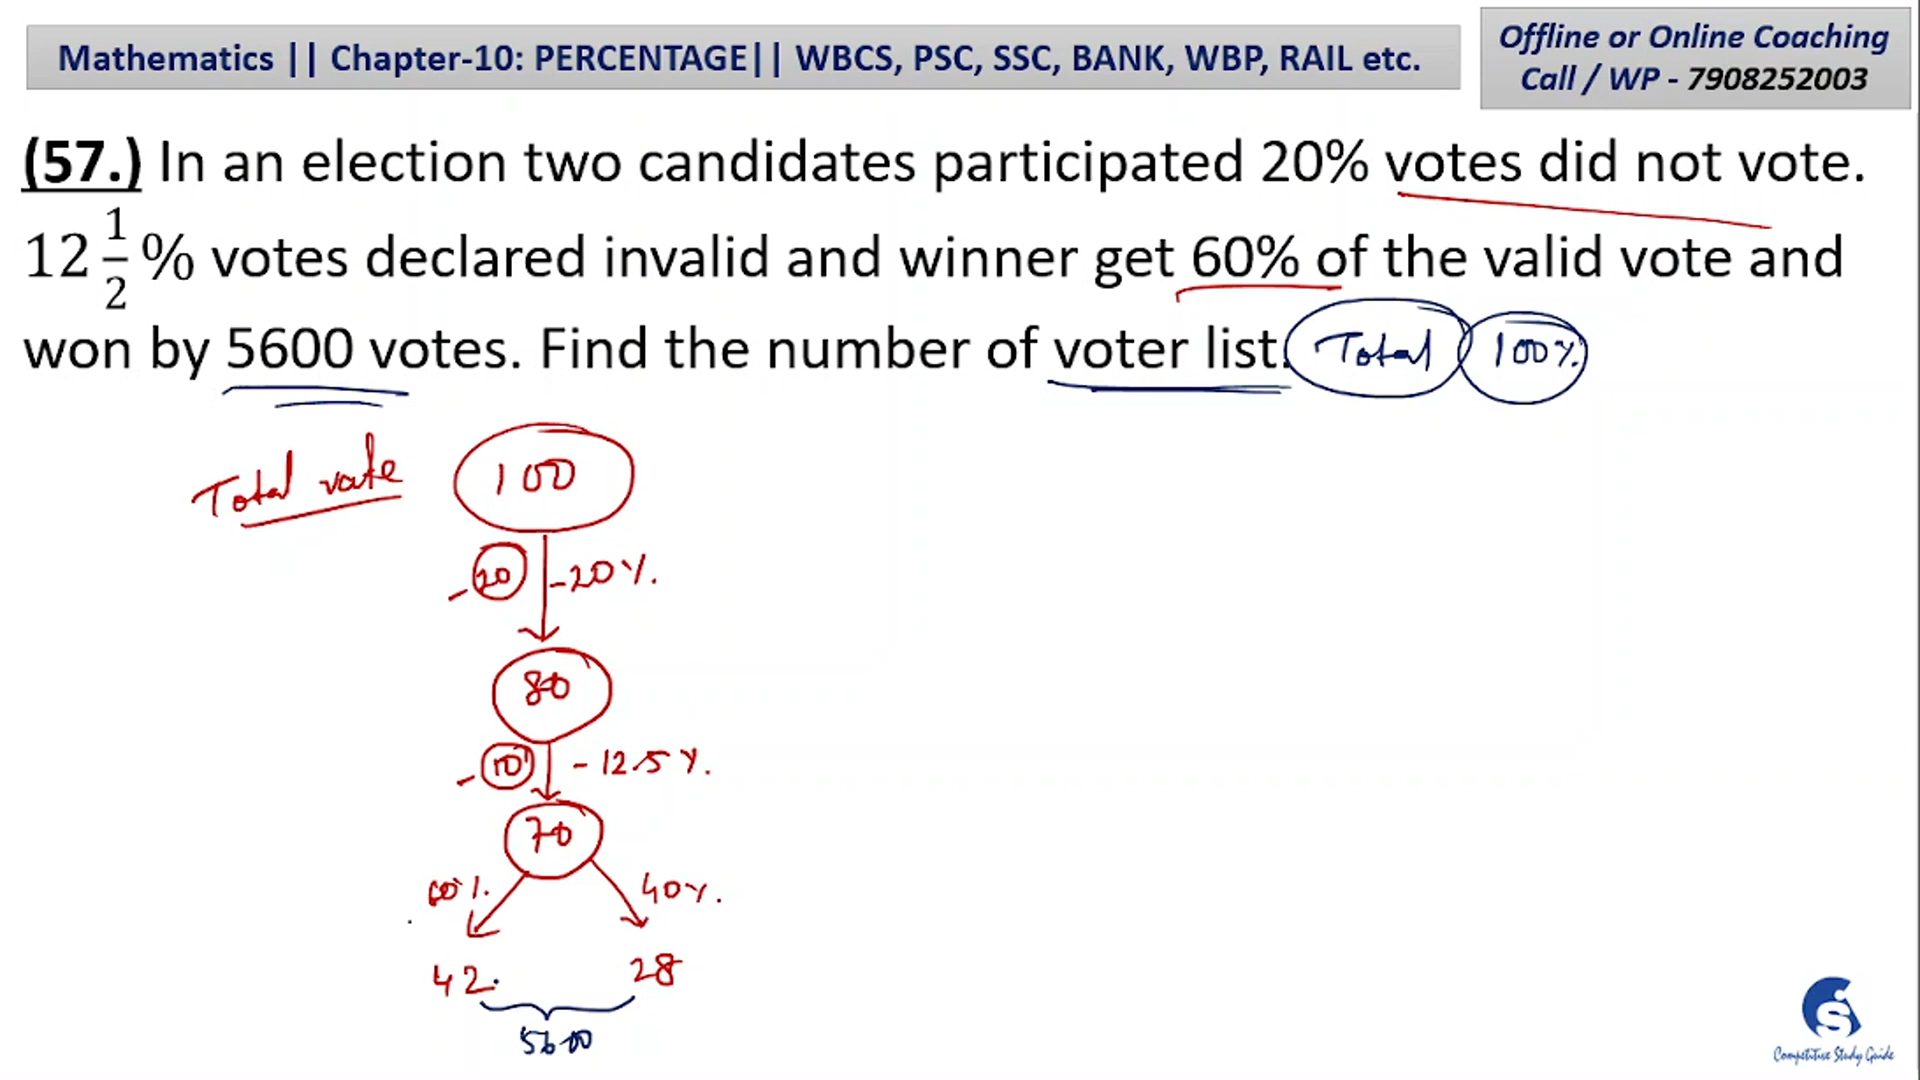 Mathematics || Chapter-10: PERCENTAGE|| WBCS, PSC, SSC, BANK, WBP, RAIL etc.
Offline or Online Coaching
Call / WP - 7908252003
(57.) In an election two candidates participated 20% votes did not vote.
12 1/2 % votes declared invalid and winner get 60% of the valid vote and
won by 5600 votes. Find the number of voter list. Total 100%
Total vote 100
-20 -20%.
80
-10 -12.5%.
70
60%. 40%.
42 28
5600
Competitive Study Guide